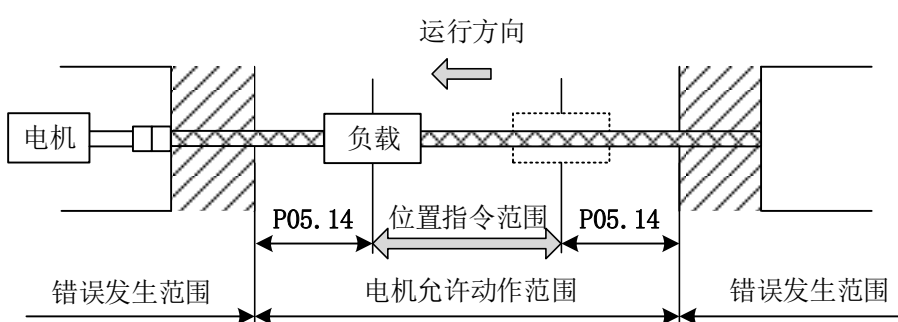 运行方向
电机
负载
P05.14
位置指令范围
P05.14
错误发生范围
电机允许动作范围
错误发生范围